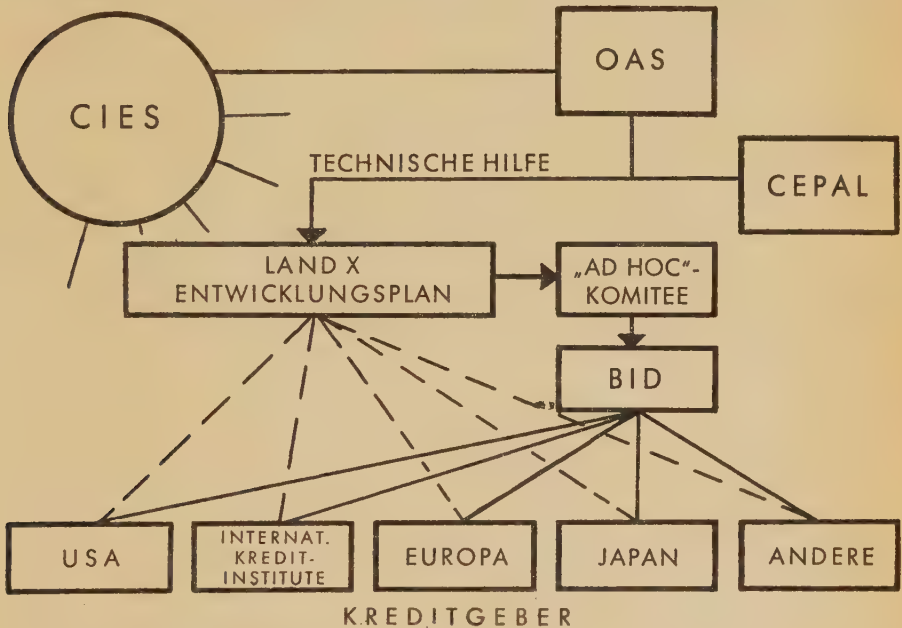 CIES
OAS
TECHNISCHE HILFE
CEPAL
LAND X
ENTWICKLUNGSPLAN
„AD HOC“-
KOMITEE
BID
USA
INTERNAT.
KREDIT-
INSTITUTE
EUROPA
JAPAN
ANDERE
KREDITGEBER